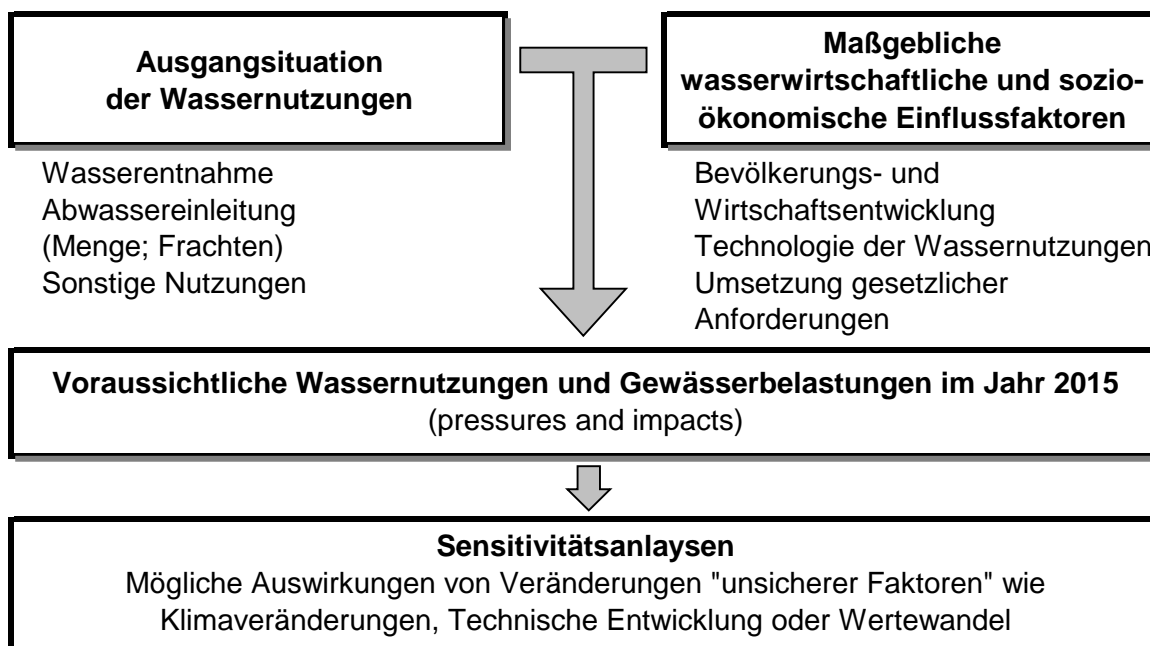 Ausgangsituation
der Wassernutzungen
Wasserentnahme
Abwassereinleitung
(Menge; Frachten)
Sonstige Nutzungen
Maßgebliche
wasserwirtschaftliche und sozio-
ökonomische Einflussfaktoren
Bevölkerungs- und
Wirtschaftsentwicklung
Technologie der Wassernutzungen
Umsetzung gesetzlicher
Anforderungen
Voraussichtliche Wassernutzungen und Gewässerbelastungen im Jahr 2015
(pressures and impacts)
Sensitivitätsanlaysen
Mögliche Auswirkungen von Veränderungen "unsicherer Faktoren" wie
Klimaveränderungen, Technische Entwicklung oder Wertewandel